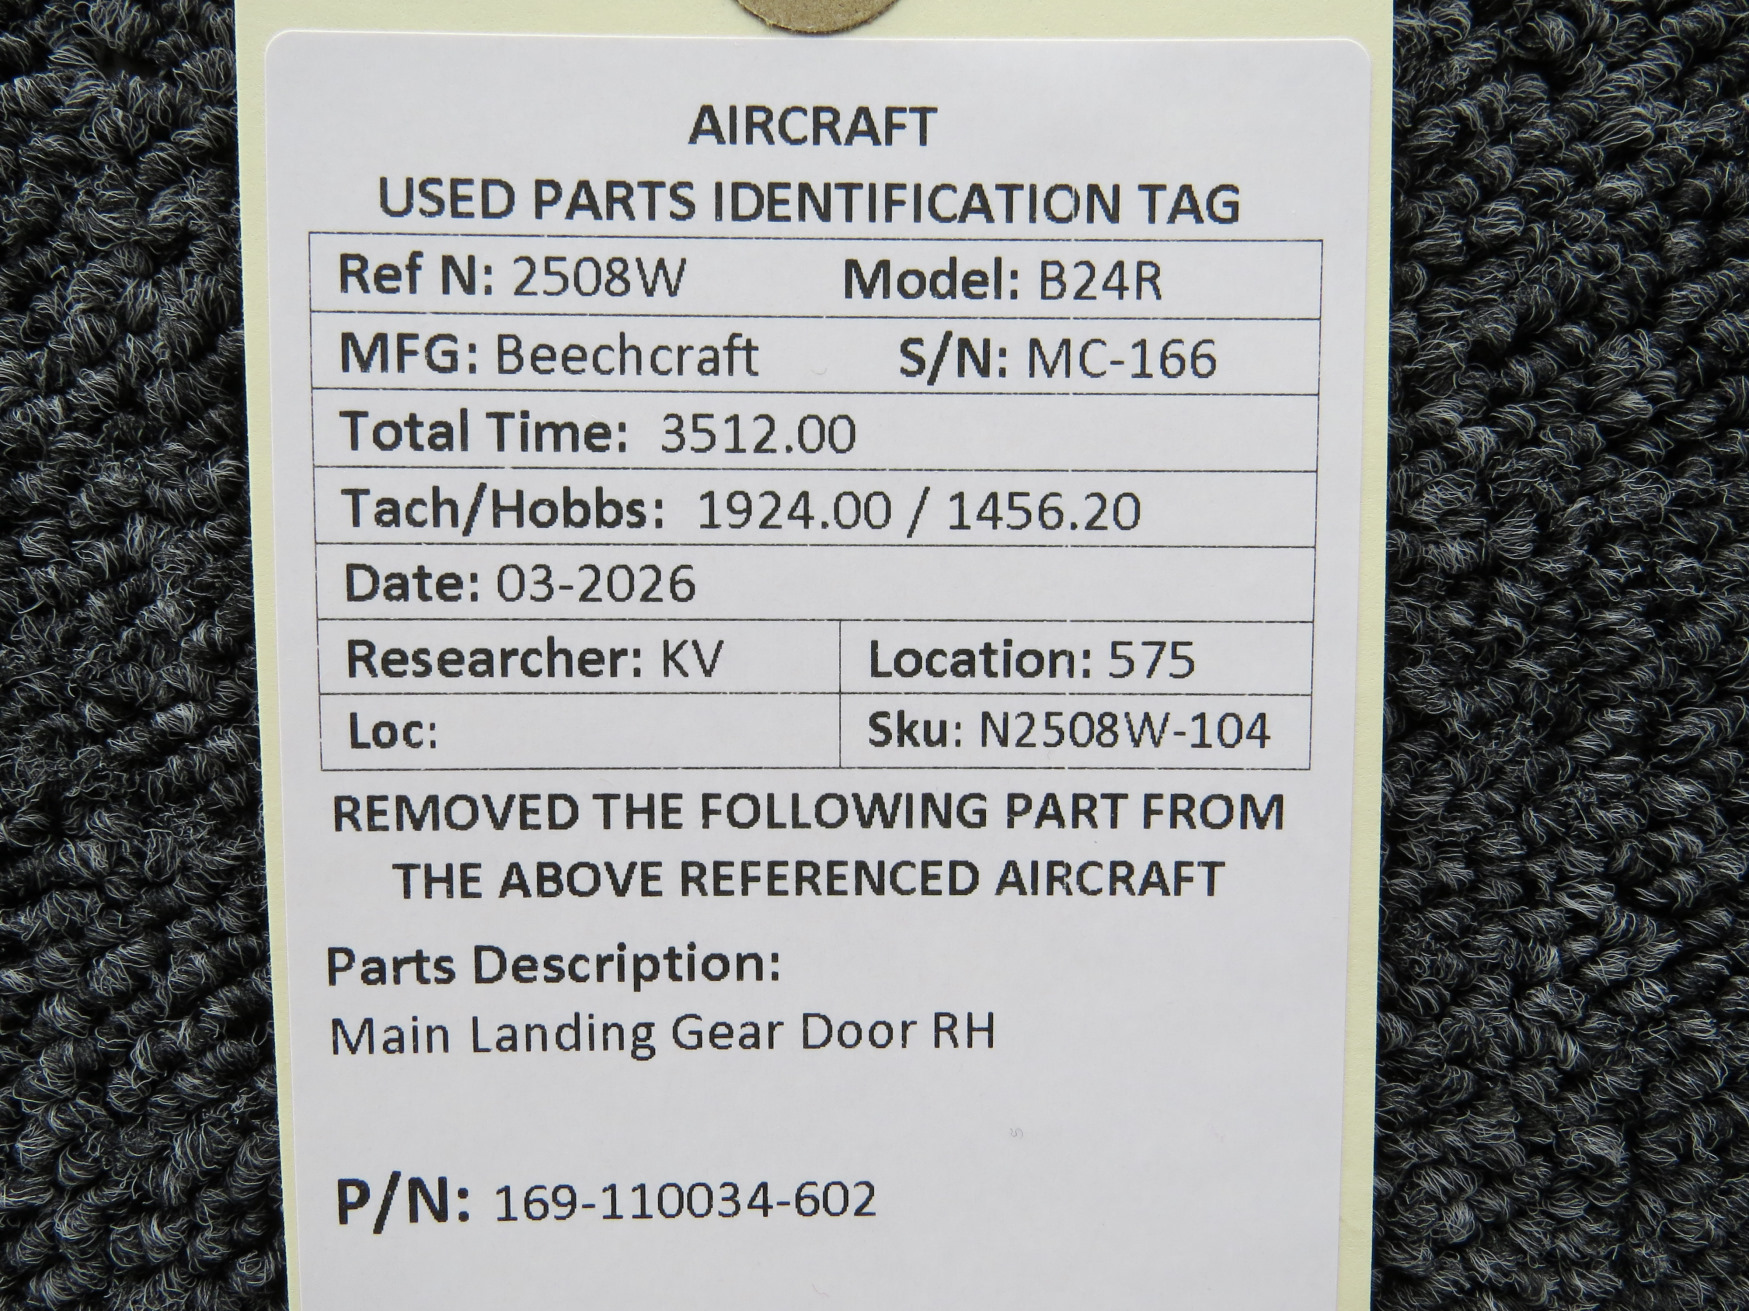 AIRCRAFT
USED PARTS IDENTIFICATION TAG
Ref N: 2508W Model: B24R
MFG: Beechcraft S/N: MC-166
Total Time: 3512.00
Tach/Hobbs: 1924.00 / 1456.20
Date: 03-2026
Researcher: KV Location: 575
Loc: Sku: N2508W-104
REMOVED THE FOLLOWING PART FROM
THE ABOVE REFERENCED AIRCRAFT
Parts Description:
Main Landing Gear Door RH
P/N: 169-110034-602